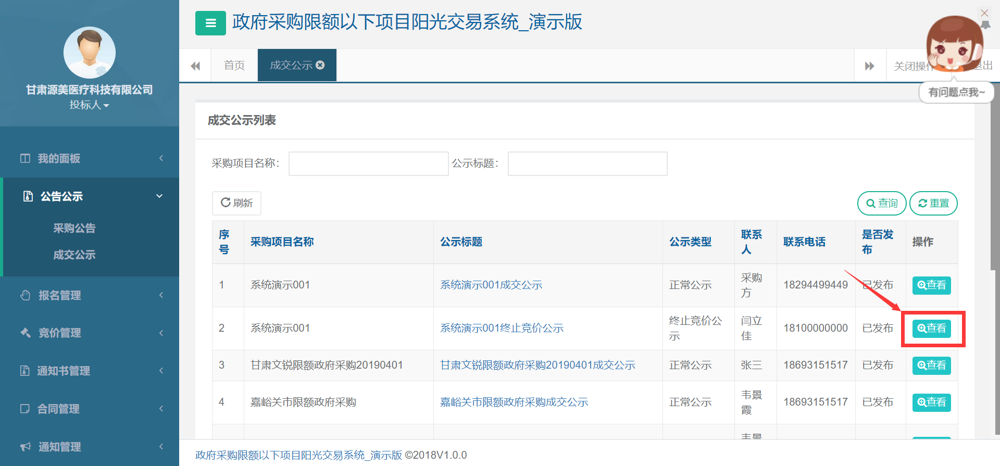 政府采购限额以下项目阳光交易系统_演示版
甘肃源美医疗科技有限公司
投标人
首页
成交公示
关闭操作
退出
有问题点我~
我的面板
公告公示
采购公告
成交公示
报名管理
竞价管理
通知书管理
合同管理
通知管理
成交公示列表
采购项目名称：
公示标题：
刷新
查询
重置
序号 采购项目名称 公示标题 公示类型 联系人 联系电话 是否发布 操作
1 系统演示001 系统演示001成交公示 正常公示 采购方 18294499449 已发布 查看
2 系统演示001 系统演示001终止竞价公示 终止竞价公示 闫立佳 18100000000 已发布 查看
3 甘肃文锐限额政府采购20190401 甘肃文锐限额政府采购20190401成交公示 正常公示 张三 18693151517 已发布 查看
4 嘉峪关市限额政府采购 嘉峪关市限额政府采购成交公示 正常公示 韦景霞 18693151517 已发布 查看
政府采购限额以下项目阳光交易系统_演示版 ©2018V1.0.0